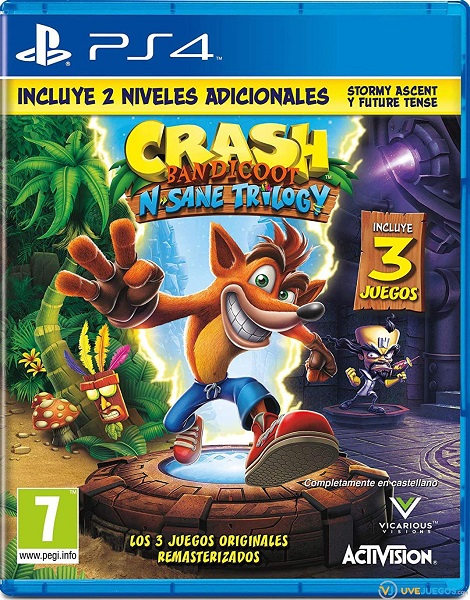 PS4
INCLUYE 2 NIVELES ADICIONALES
STORMY ASCENT
Y FUTURE TENSE
CRASH
BANDICOOT
N•SANE TRILOGY
INCLUYE
3
JUEGOS
Completamente en castellano
7
www.pegi.info
LOS 3 JUEGOS ORIGINALES
REMASTERIZADOS
VICARIOUS
VISIONS
ACTIVISION